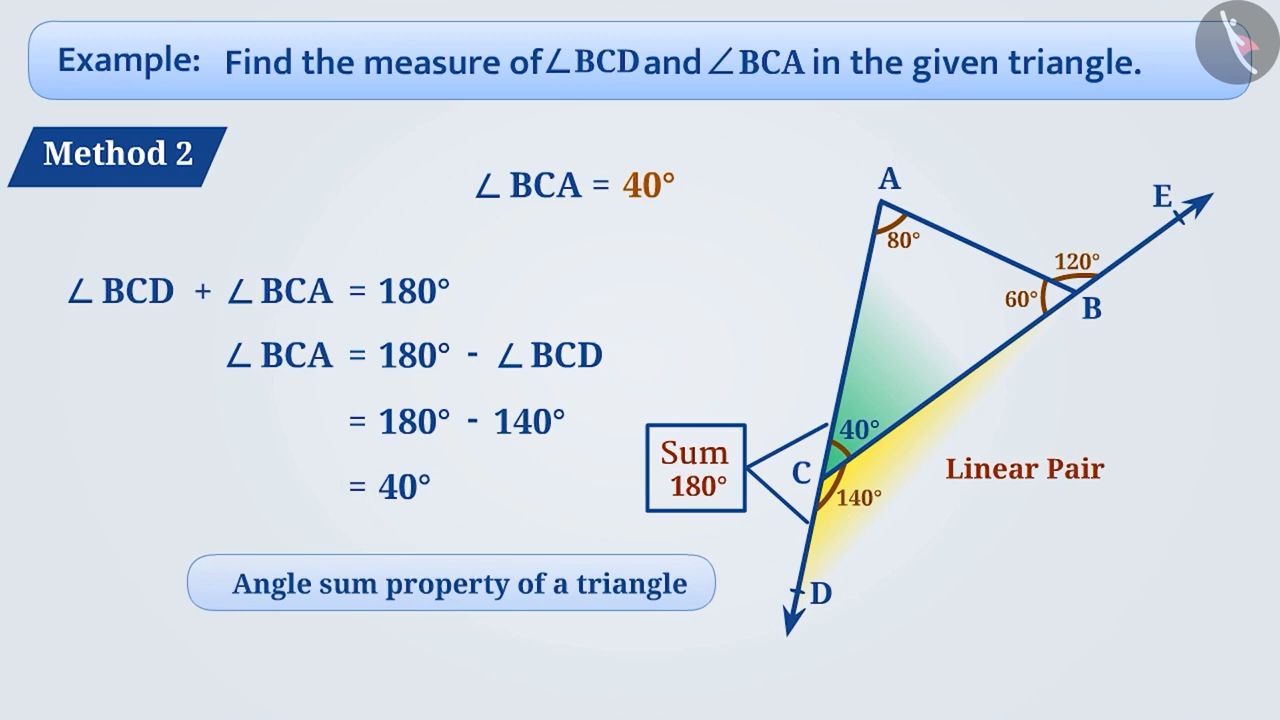 Example: Find the measure of ∠BCD and ∠BCA in the given triangle.
Method 2
∠ BCA = 40°
∠ BCD + ∠ BCA = 180°
∠ BCA = 180° - ∠ BCD
= 180° - 140°
= 40°
Angle sum property of a triangle
Sum
180°
A
80°
E
120°
60°
B
40°
C
140°
Linear Pair
D